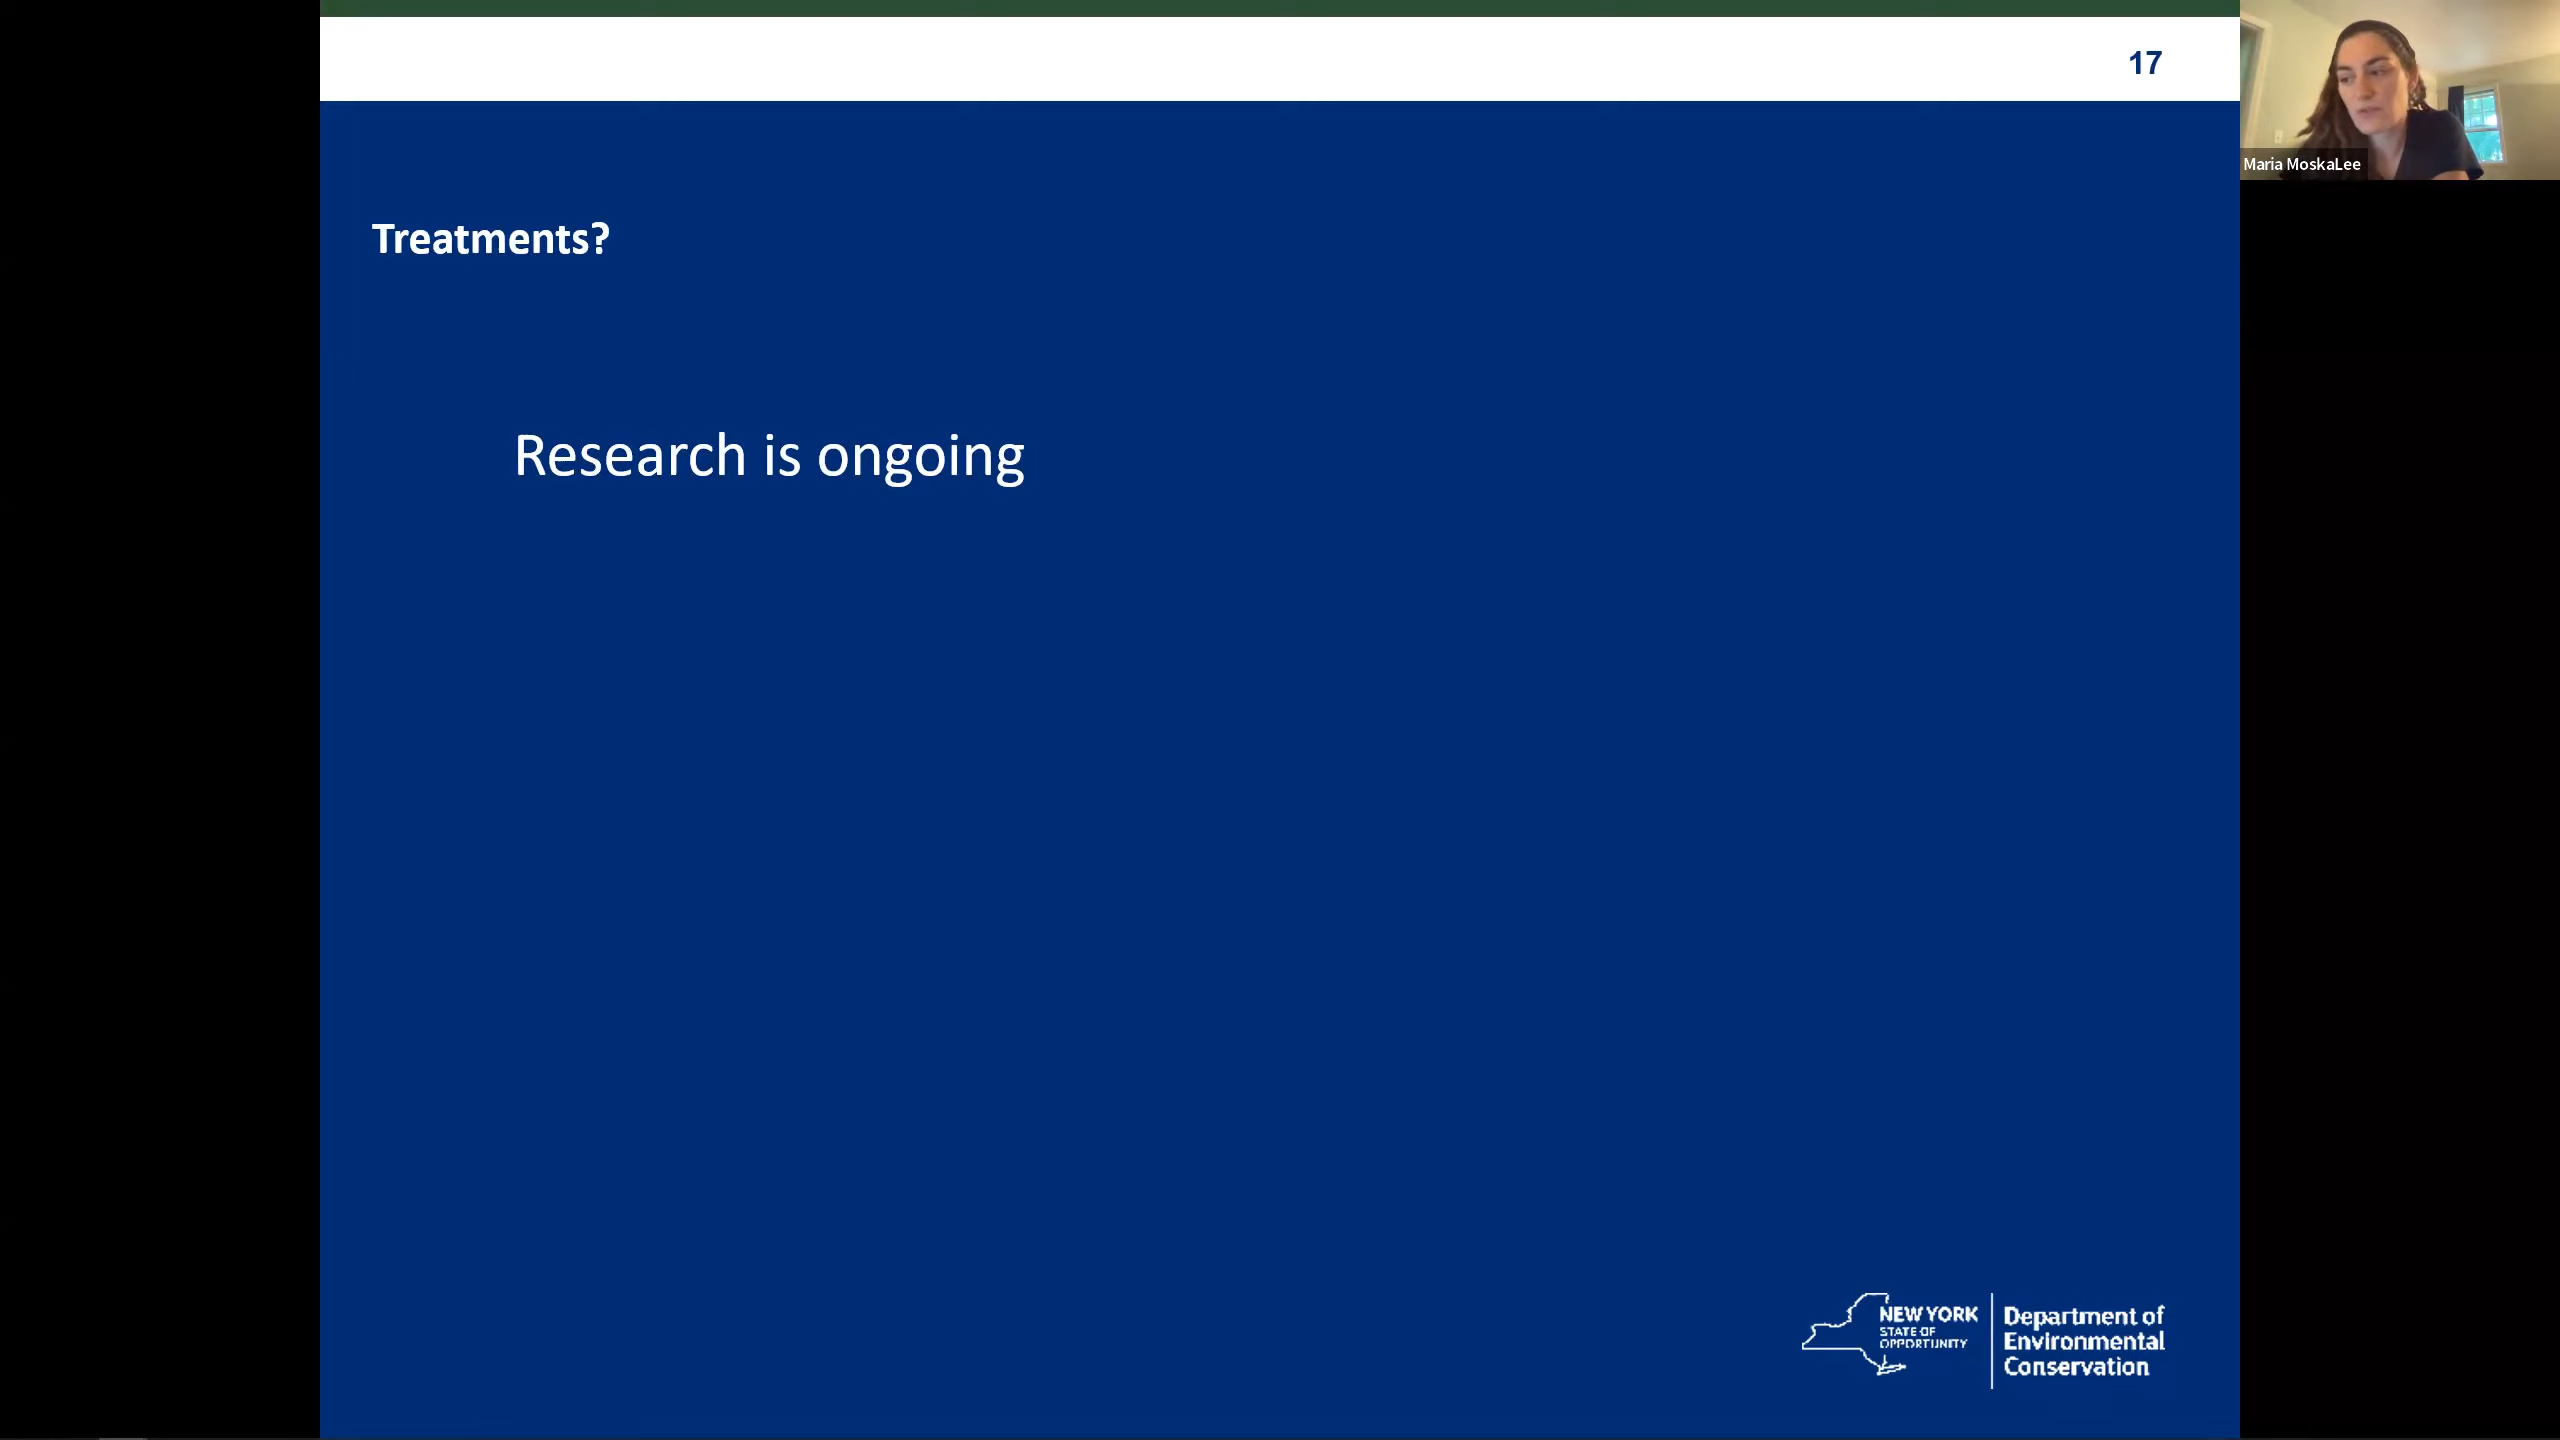 17
Maria MoskaLee
Treatments?
Research is ongoing
NEW YORK
STATE OF
OPPORTUNITY
Department of
Environmental
Conservation